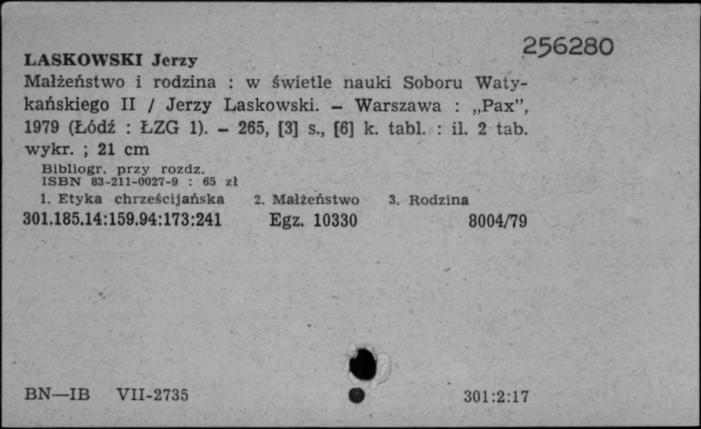 256280
LASKOWSKI Jerzy
Małżeństwo i rodzina : w świetle nauki Soboru Waty-
kańskiego II / Jerzy Laskowski. — Warszawa : „Pax”,
1979 (Łódź : ŁZG 1). — 265, [3] s., [6] k. tabl. : il. 2 tab.
wykr. ; 21 cm
Bibliogr. przy rozdz.
ISBN 83-211-0027-9 : 65 zł
1. Etyka chrześcijańska 2. Małżeństwo 3. Rodzina
301.185.14:159.94:173:241 Egz. 10330 8004/79
BN—IB VII-2735 301:2:17